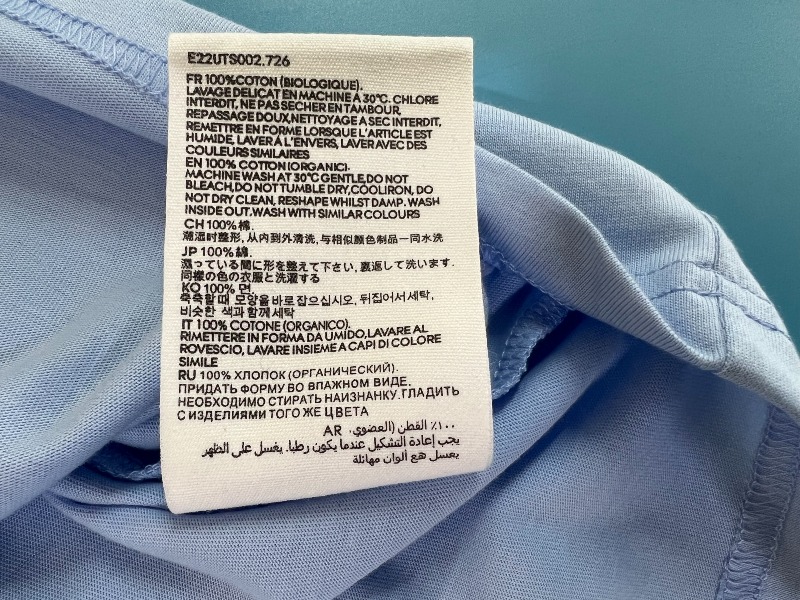 E22UTS002.726
FR 100%COTON (BIOLOGIQUE).
LAVAGE DELICAT EN MACHINE À 30°C. CHLORE
INTERDIT, NE PAS SECHER EN TAMBOUR,
REPASSAGE DOUX,NETTOYAGE A SEC INTERDIT,
REMETTRE EN FORME LORSQUE L'ARTICLE EST
HUMIDE, LAVER À L'ENVERS, LAVER AVEC DES
COULEURS SIMILAIRES
EN 100% COTTON (ORGANIC).
MACHINE WASH AT 30°C GENTLE,DO NOT
BLEACH,DO NOT TUMBLE DRY,COOLIRON, DO
NOT DRY CLEAN, RESHAPE WHILST DAMP. WASH
INSIDE OUT.WASH WITH SIMILAR COLOURS
CH 100% 棉.
潮湿时整形, 从内到外清洗, 与相似颜色制品一同水洗
JP 100% 綿.
濕っている間に形を整えて下さい, 裏返して洗います.
同様の色の衣服と洗濯する
KO 100% 면.
축축할 때 모양을 바로 잡으십시오, 뒤집어서 세탁,
비슷한 색과 함께 세탁
IT 100% COTONE (ORGANICO).
RIMETTERE IN FORMA DA UMIDO,LAVARE AL
ROVESCIO, LAVARE INSIEME A CAPI DI COLORE
SIMILE
RU 100% ХЛОПОК (ОРГАНИЧЕСКИЙ).
ПРИДАТЬ ФОРМУ ВО ВПАЖНОМ ВИДЕ.
НЕОБХОДИМО СТИРАТЬ НАИЗНАНКУ. ГЛАДИТЬ
С ИЗДЕЛИЯМИ ТОГО ЖЕ ЦВЕТА
AR ١٠٠٪ القطن (العضوي.
يجب إعادة التشكيل عندما يكون رطبا. يغسل على الظهر
يعسل هع ألوان مهاثلة